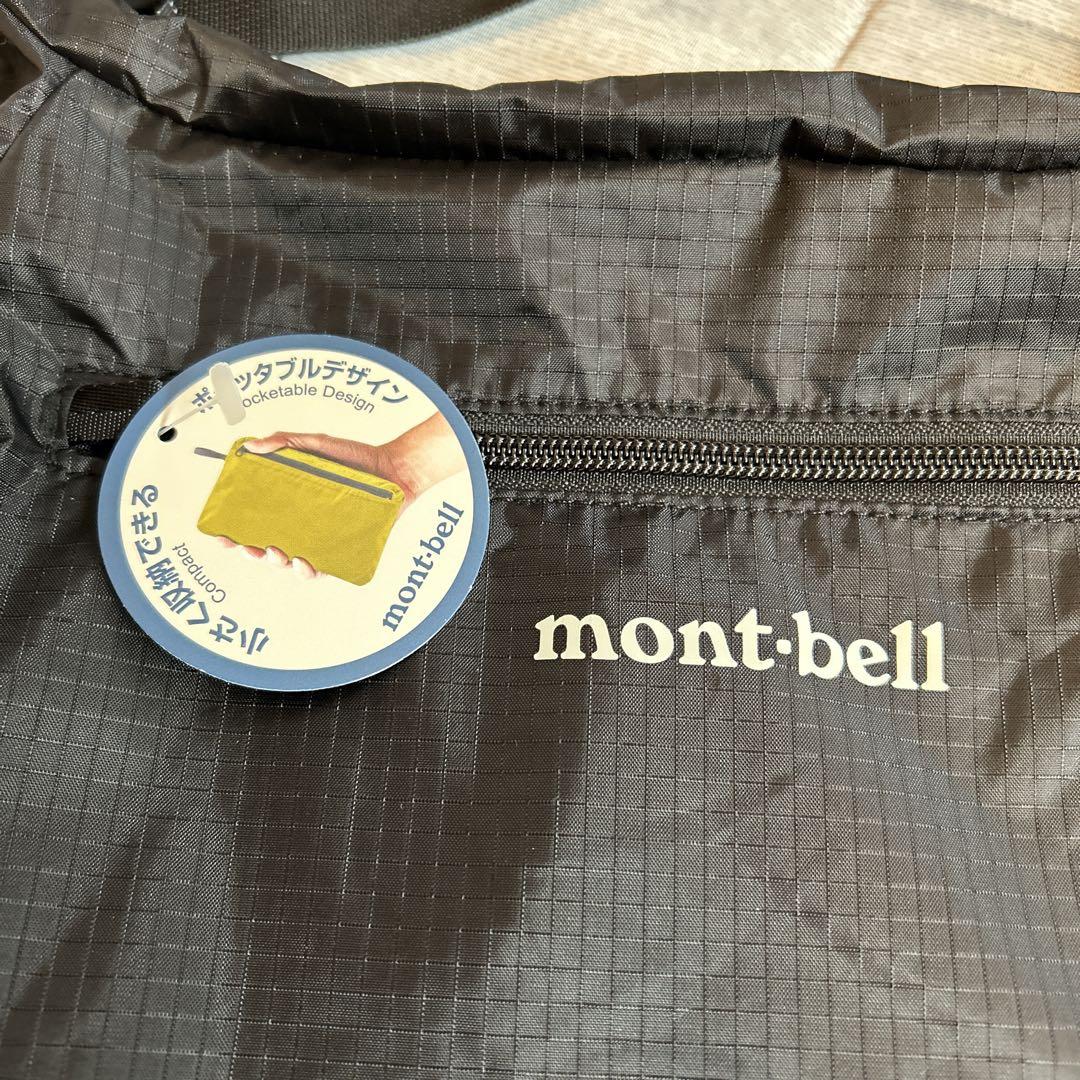 ポケッタブルデザイン
Pocketable Design
小さく収納できる
Compact
mont·bell
mont·bell